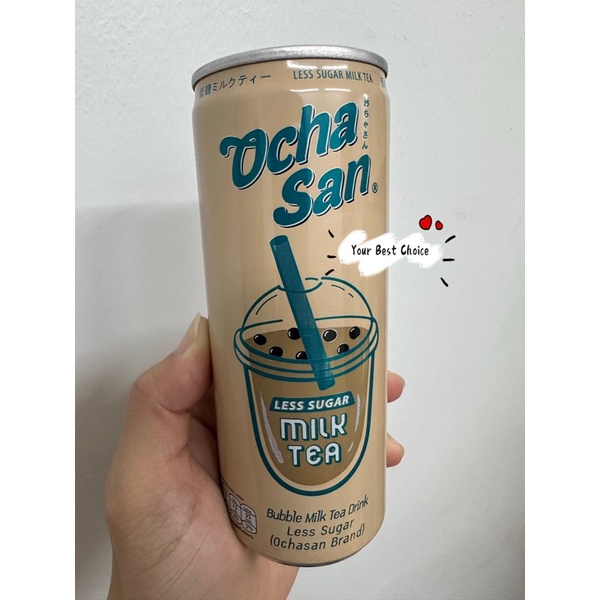 低糖ミルクティー
LESS SUGAR MILK TEA
Ocha
San®
おちゃさん
Your Best Choice
LESS SUGAR
MILK
TEA
Bubble Milk Tea Drink
Less Sugar
(Ochasan Brand)